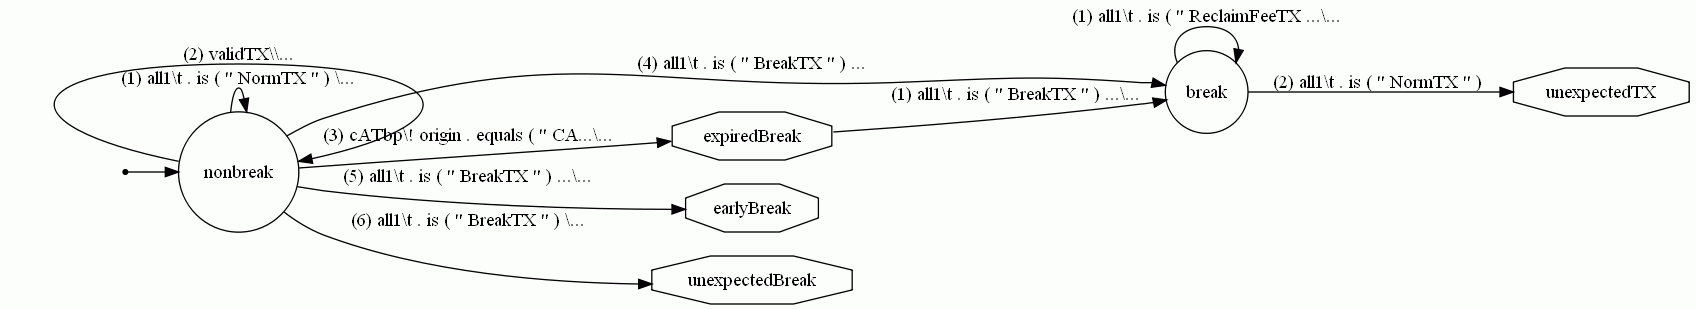 (1) all1\t . is ( " ReclaimFeeTX ...\...
(2) validTX\\...
(1) all1\t . is ( " NormTX " ) \...
(4) all1\t . is ( " BreakTX " ) ...
(1) all1\t . is ( " BreakTX " ) ...\...
break
(2) all1\t . is ( " NormTX " )
unexpectedTX
(3) cATbp\! origin . equals ( " CA...\...
expiredBreak
nonbreak
(5) all1\t . is ( " BreakTX " ) ...\...
earlyBreak
(6) all1\t . is ( " BreakTX " ) \...
unexpectedBreak